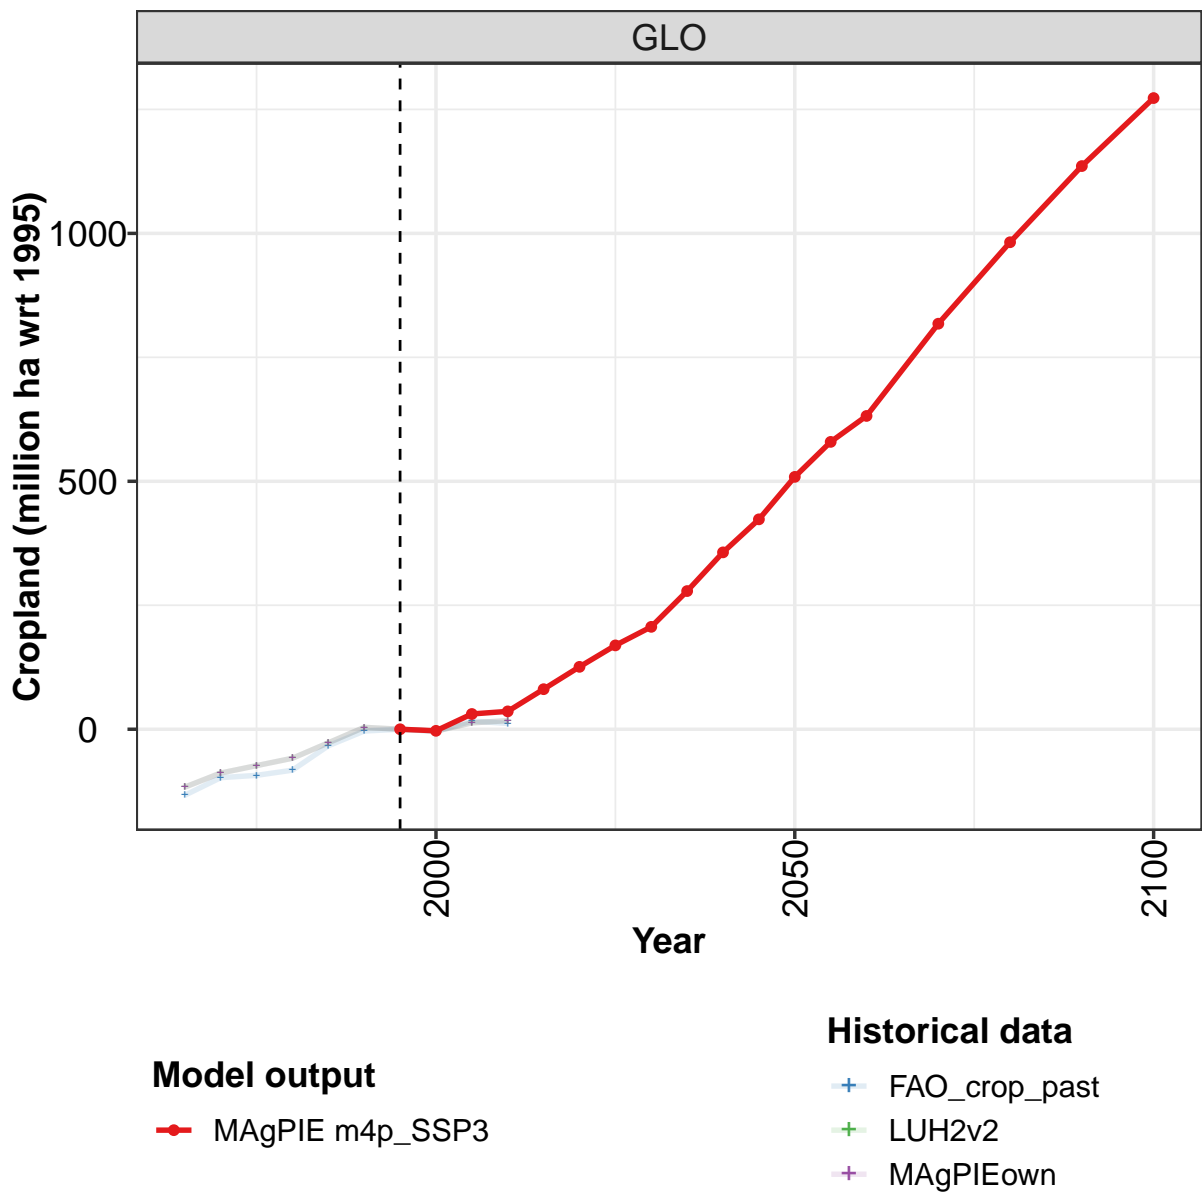 GLO
Cropland (million ha wrt 1995)
1000
500
0
2000
2050
2100
Year
Model output
MAgPIE m4p_SSP3
Historical data
FAO_crop_past
LUH2v2
MAgPIEown